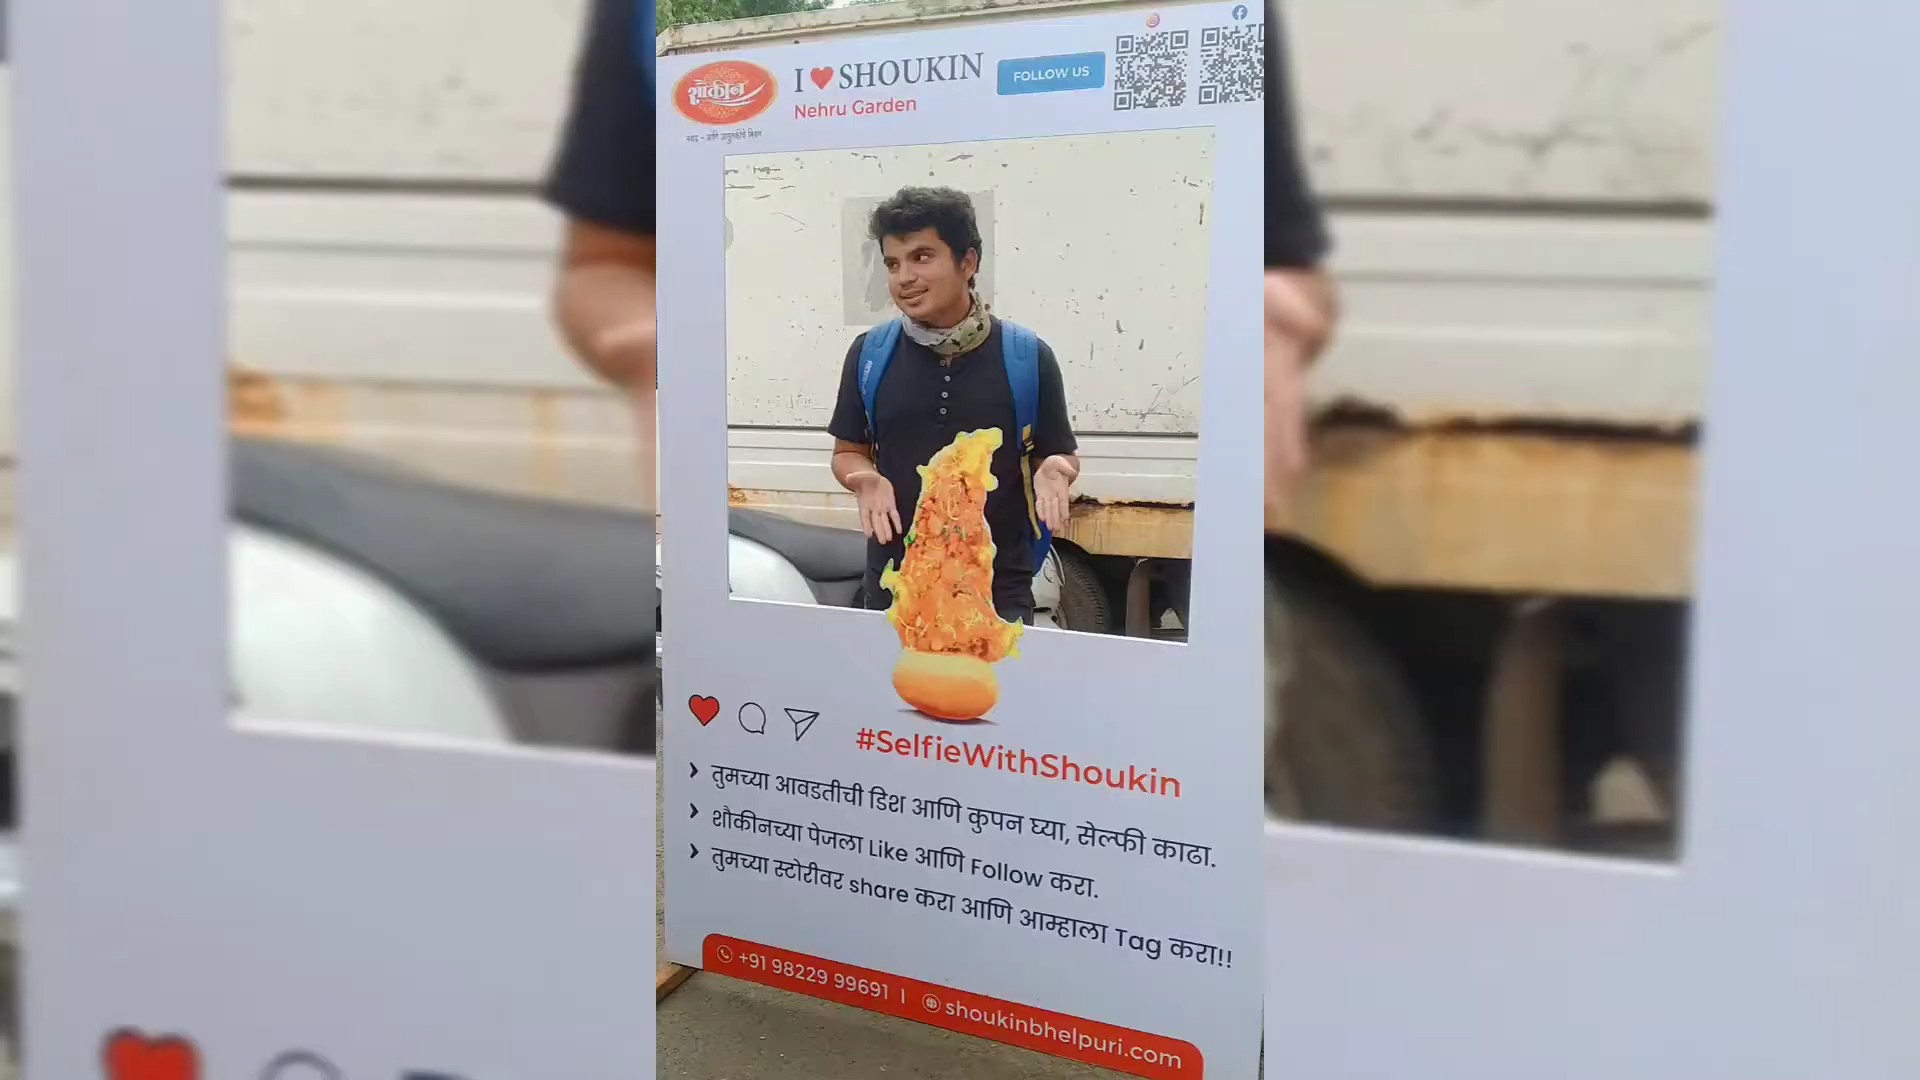 शौकीन
I ❤ SHOUKIN
Nehru Garden
FOLLOW US
#SelfieWithShoukin
तुमच्या आवडतीची डिश आणि कुपन घ्या, सेल्फी काढा.
शौकीनच्या पेजला Like आणि Follow करा.
तुमच्या स्टोरीवर share करा आणि आम्हाला Tag करा!!
+91 98229 99691 | shoukinbhelpuri.com